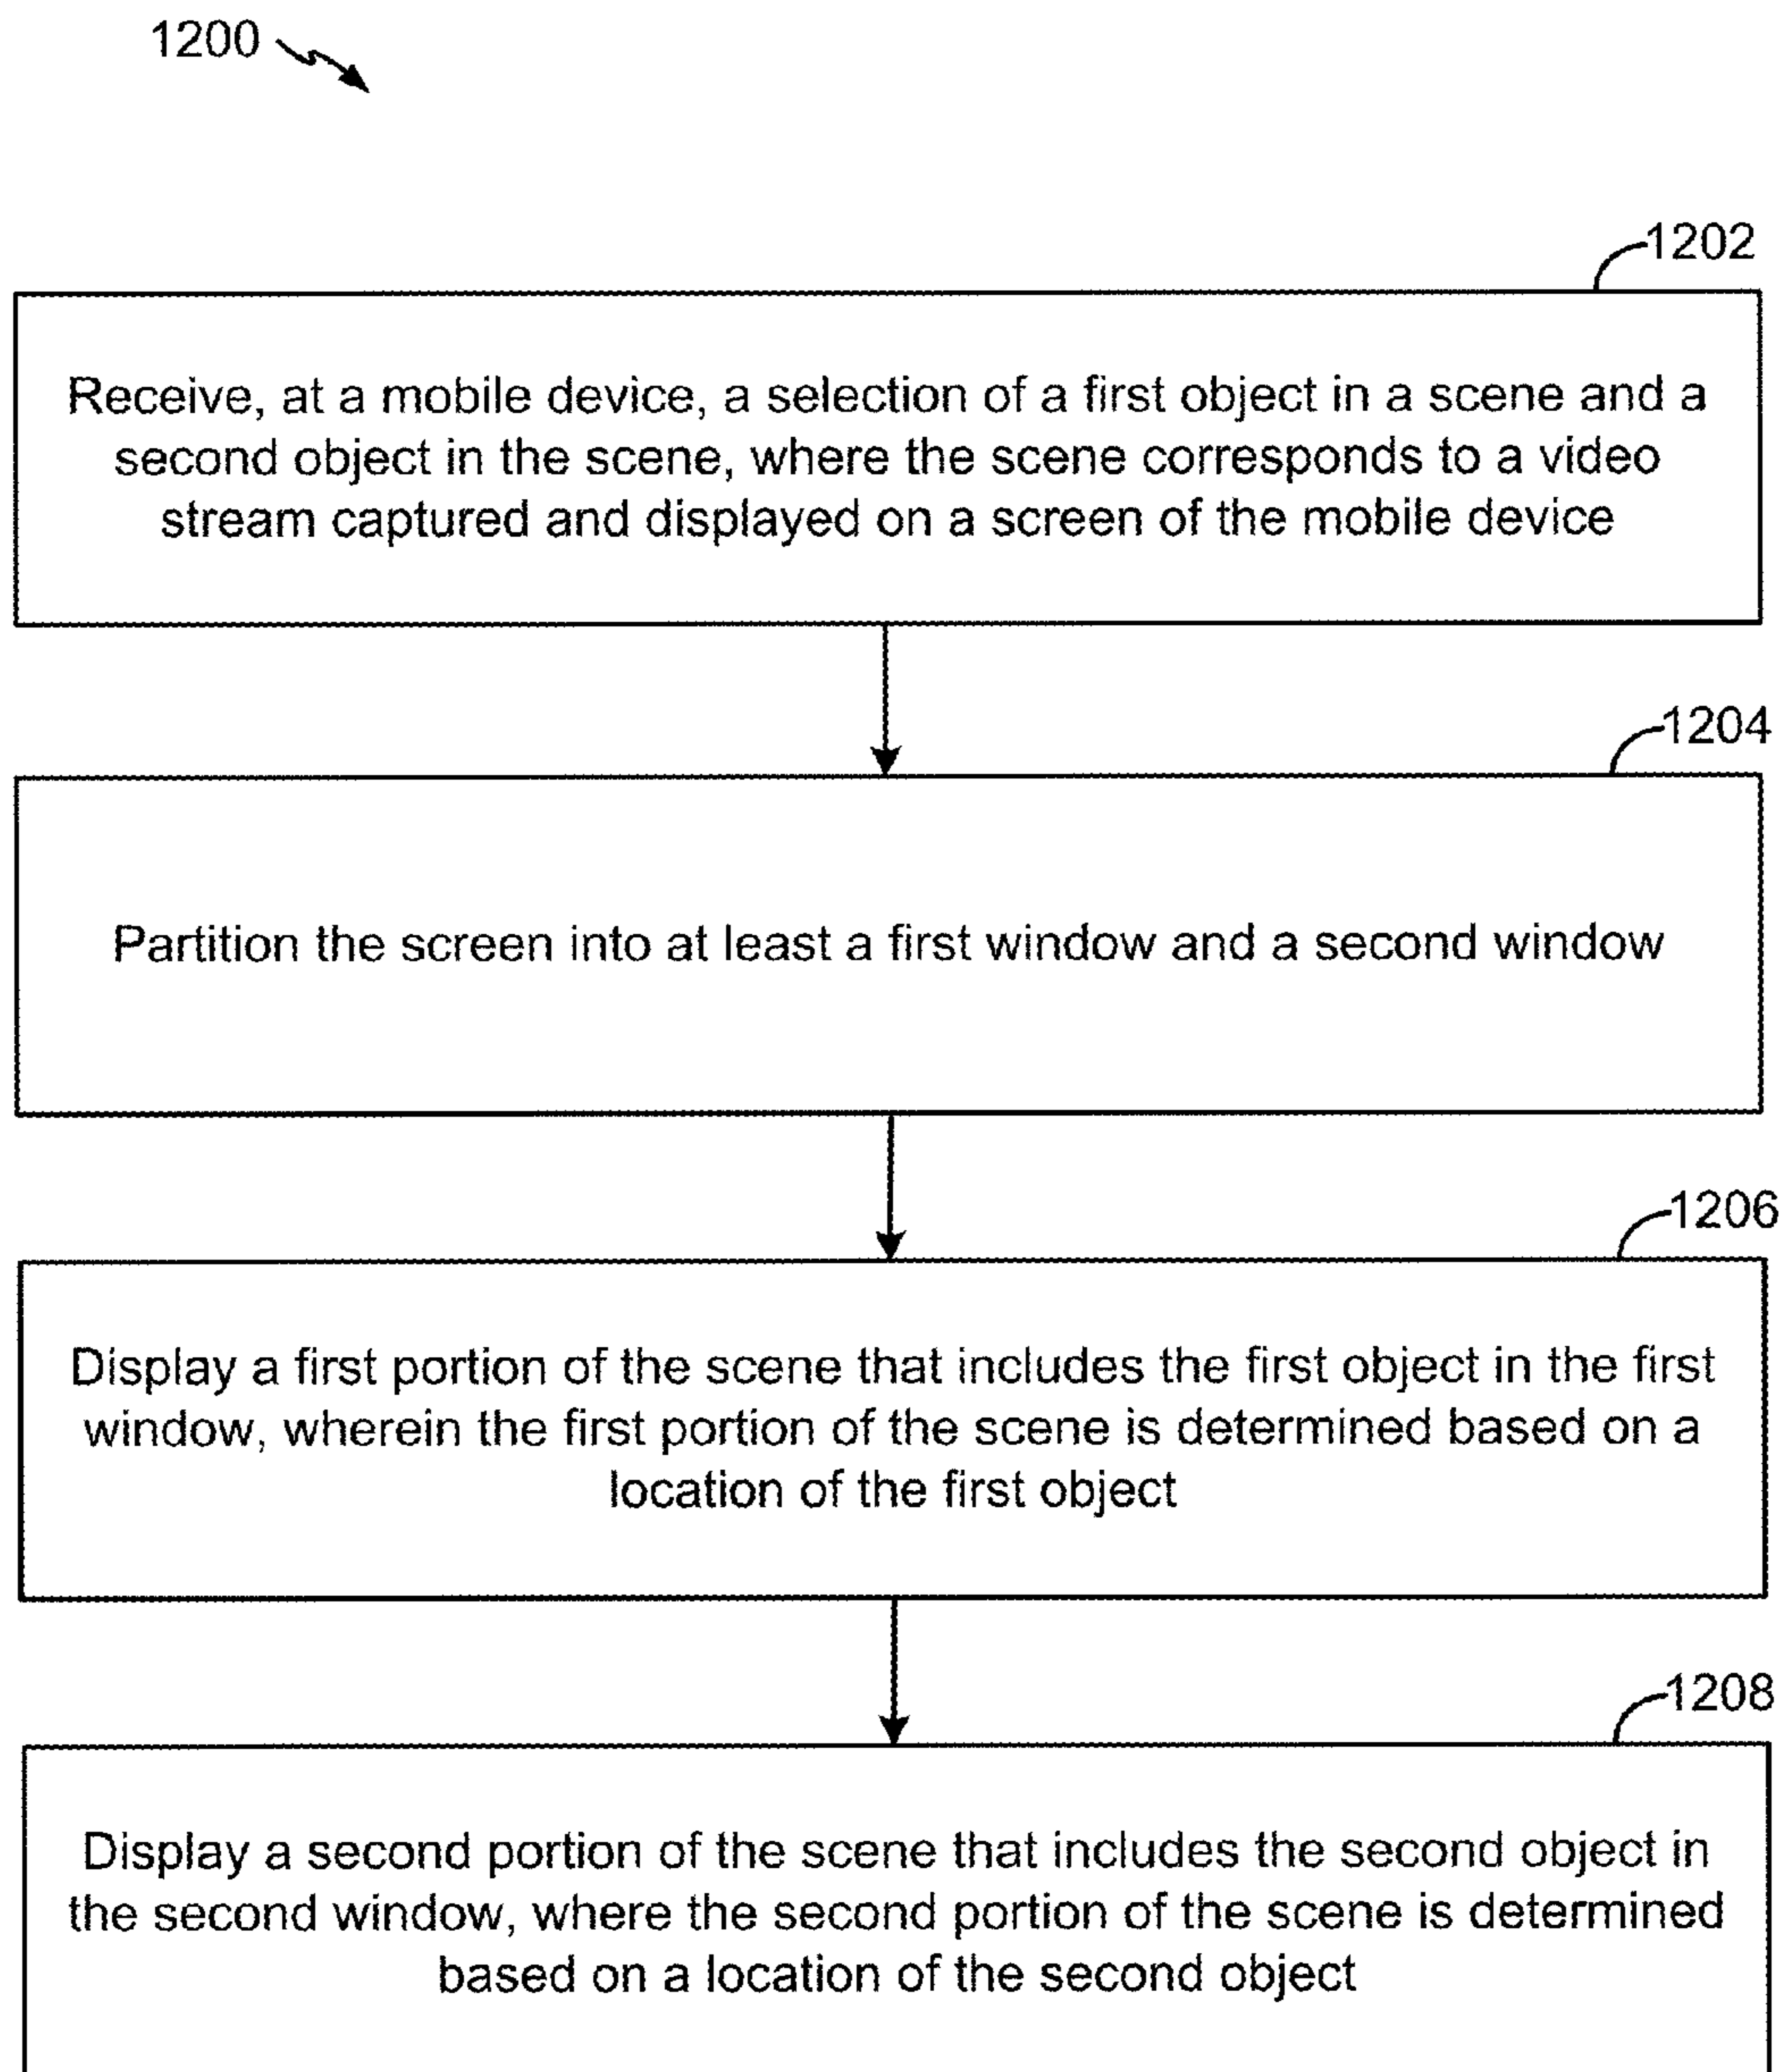 1200
1202
Receive, at a mobile device, a selection of a first object in a scene and a
second object in the scene, where the scene corresponds to a video
stream captured and displayed on a screen of the mobile device
1204
Partition the screen into at least a first window and a second window
1206
Display a first portion of the scene that includes the first object in the first
window, wherein the first portion of the scene is determined based on a
location of the first object
1208
Display a second portion of the scene that includes the second object in
the second window, where the second portion of the scene is determined
based on a location of the second object